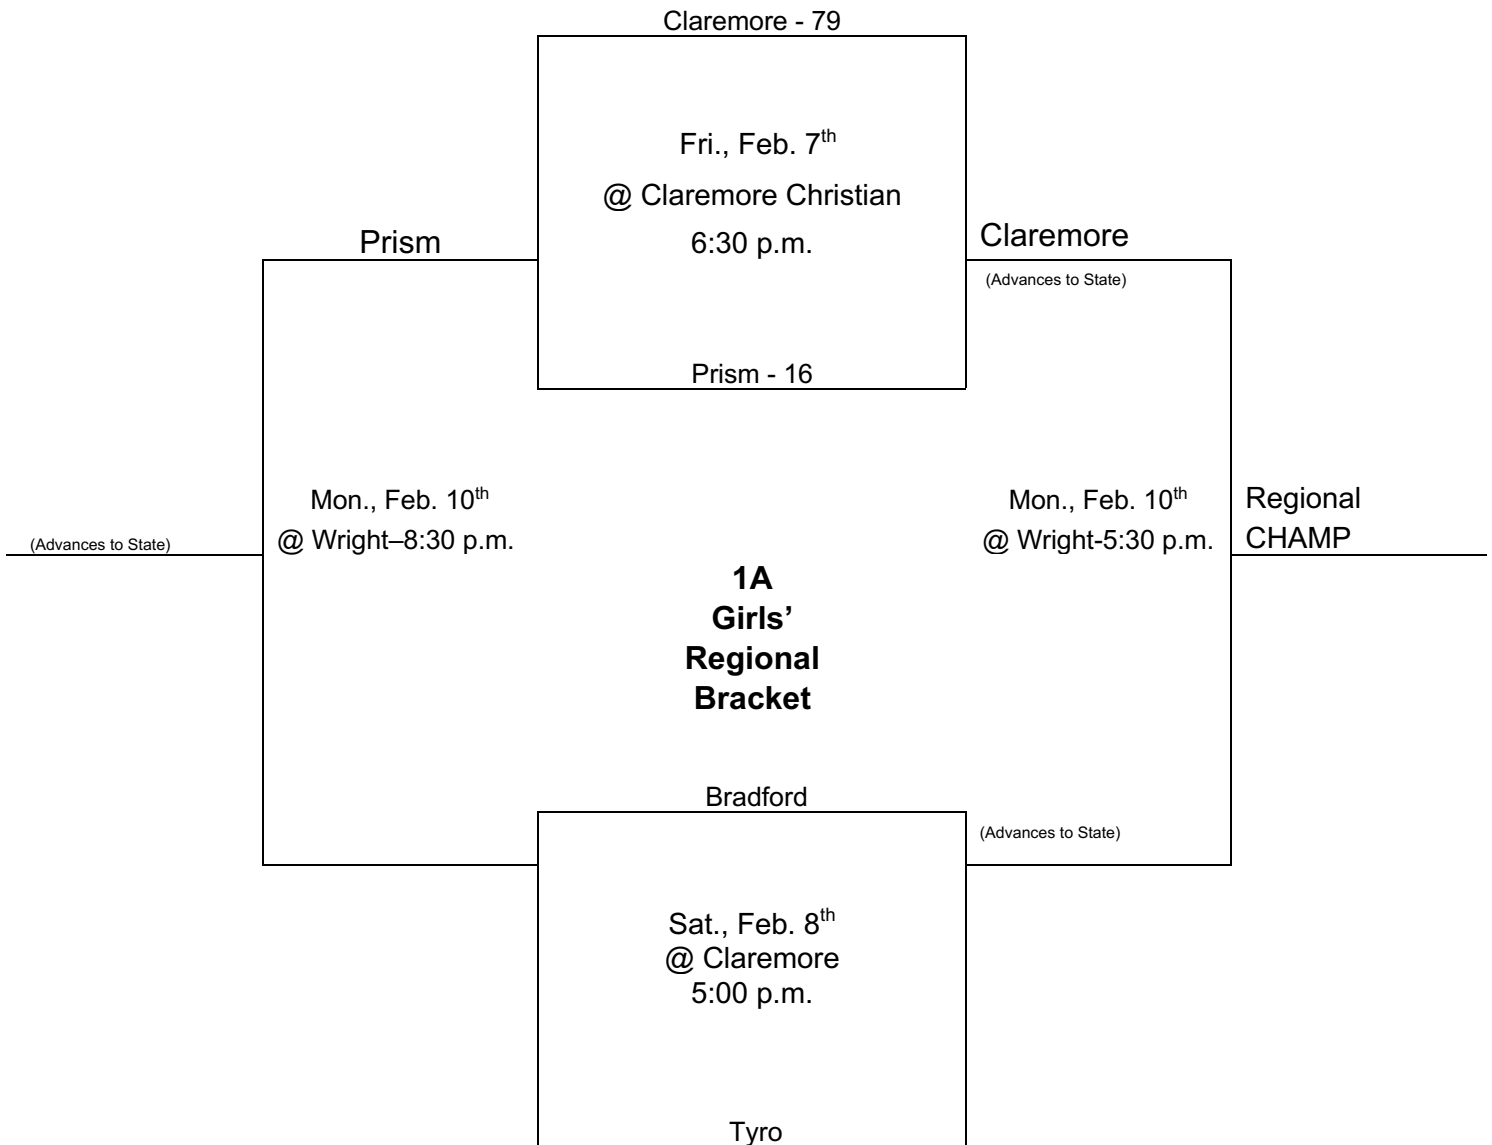 Claremore - 79
Fri., Feb. 7th
@ Claremore Christian
6:30 p.m.
Prism
Claremore
(Advances to State)
Prism - 16
Mon., Feb. 10th
@ Wright–8:30 p.m.
(Advances to State)
Mon., Feb. 10th
@ Wright-5:30 p.m.
Regional
CHAMP
1A
Girls’
Regional
Bracket
Bradford
(Advances to State)
Sat., Feb. 8th
@ Claremore
5:00 p.m.
Tyro